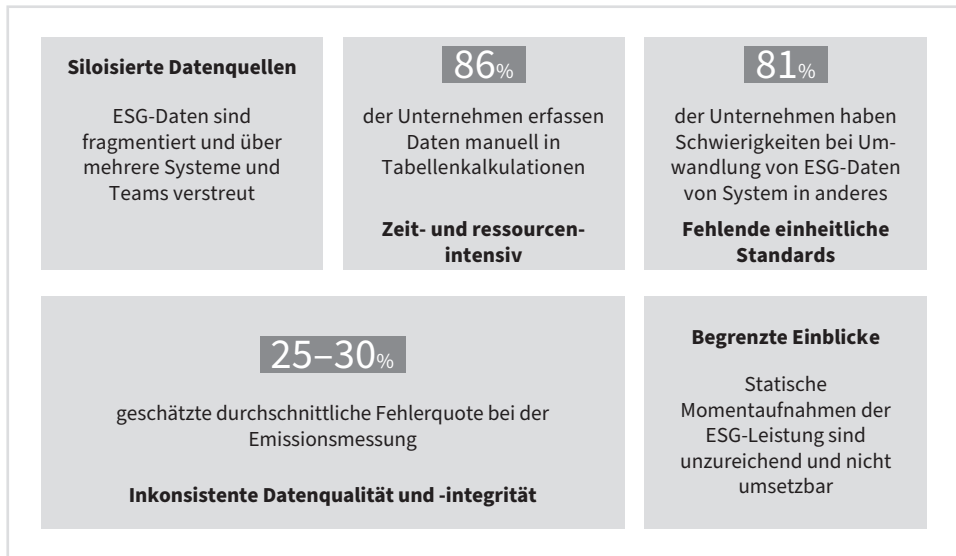 Siloisierte Datenquellen
ESG-Daten sind
fragmentiert und über
mehrere Systeme und
Teams verstreut
86%
der Unternehmen erfassen
Daten manuell in
Tabellenkalkulationen
Zeit- und ressourcen-
intensiv
81%
der Unternehmen haben
Schwierigkeiten bei Um-
wandlung von ESG-Daten
von System in anderes
Fehlende einheitliche
Standards
25–30%
geschätzte durchschnittliche Fehlerquote bei der
Emissionsmessung
Inkonsistente Datenqualität und -integrität
Begrenzte Einblicke
Statische
Momentaufnahmen der
ESG-Leistung sind
unzureichend und nicht
umsetzbar